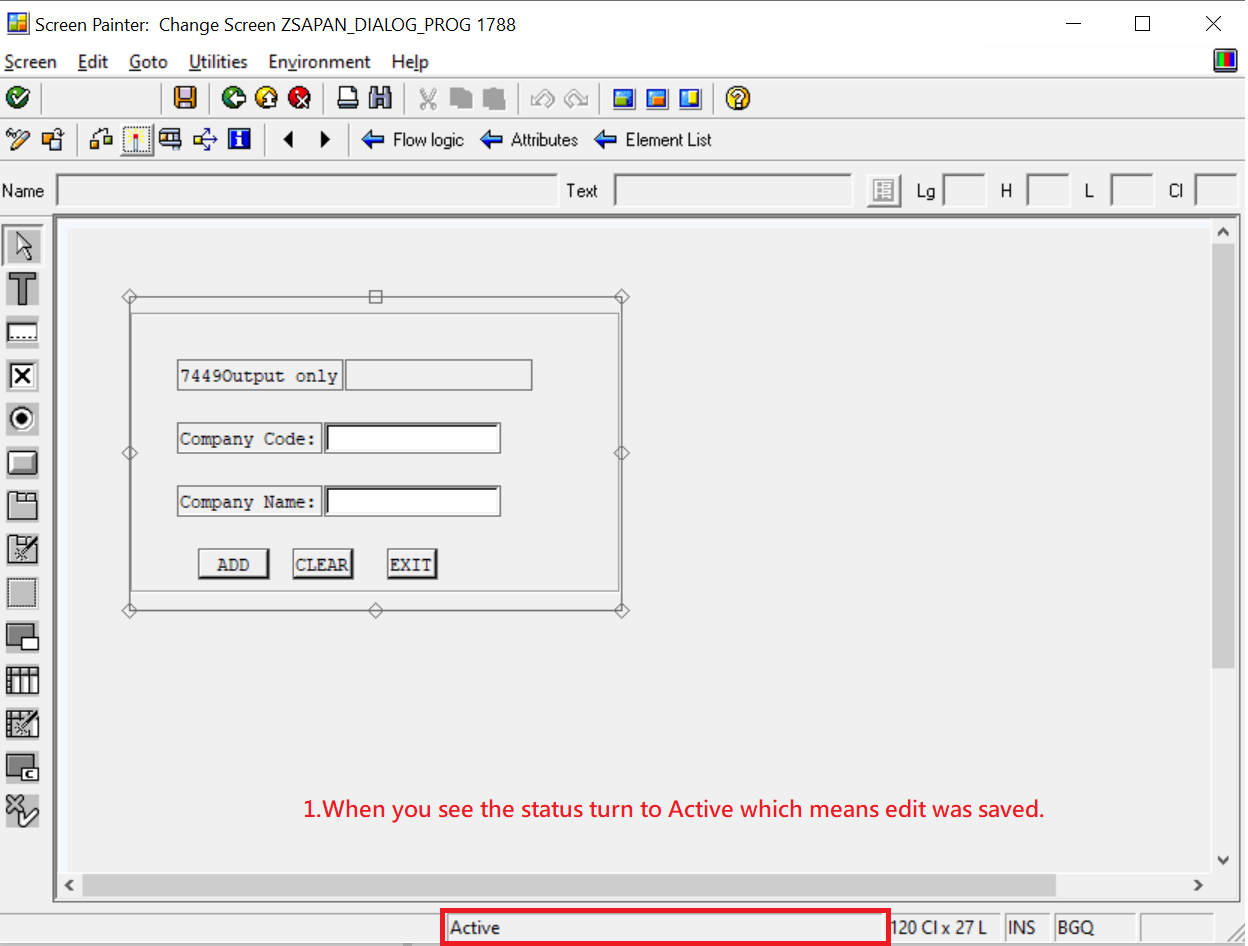 Screen Painter: Change Screen ZSAPAN_DIALOG_PROG 1788
Screen Edit Goto Utilities Environment Help
Flow logic Attributes Element List
Name Text Lg H L Cl
7449Output only
Company Code:
Company Name:
ADD CLEAR EXIT
1.When you see the status turn to Active which means edit was saved.
Active 120 Cl x 27 L INS BGQ